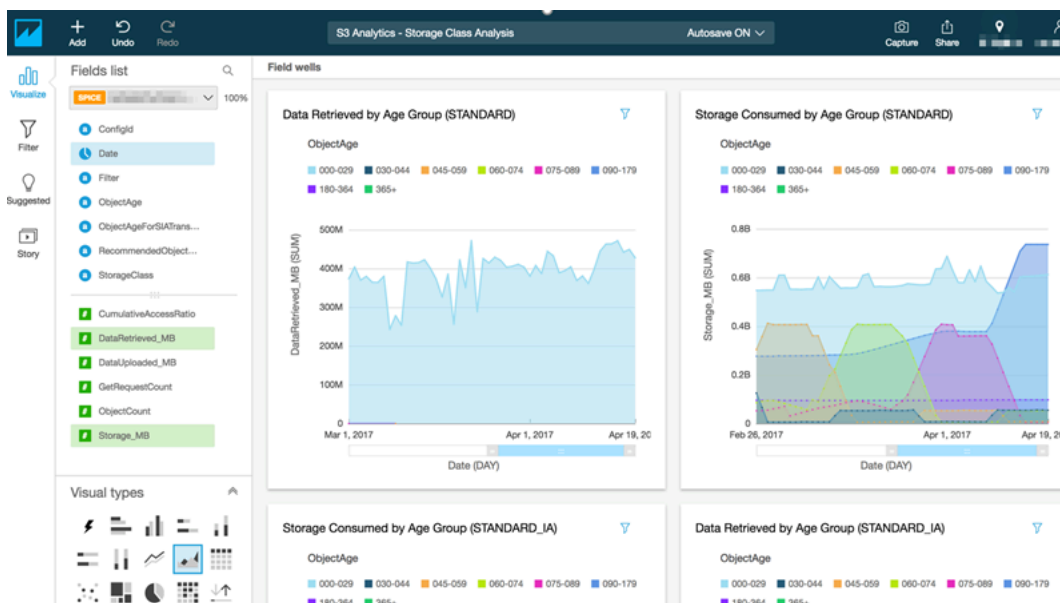 Add Undo Redo S3 Analytics - Storage Class Analysis Autosave ON Capture Share
Visualize
Filter
Suggested
Story
Fields list
SPICE 100%
ConfigId
Date
Filter
ObjectAge
ObjectAgeForSIATrans...
RecommendedObject...
StorageClass
CumulativeAccessRatio
DataRetrieved_MB
DataUploaded_MB
GetRequestCount
ObjectCount
Storage_MB
Visual types
Field wells
Data Retrieved by Age Group (STANDARD)
ObjectAge
000-029 030-044 045-059 060-074 075-089 090-179
180-364 365+
DataRetrieved_MB (SUM)
500M
400M
300M
200M
100M
0
Mar 1, 2017 Apr 1, 2017 Apr 19, 20
Date (DAY)
Storage Consumed by Age Group (STANDARD)
ObjectAge
000-029 030-044 045-059 060-074 075-089 090-179
180-364 365+
Storage_MB (SUM)
0.8B
0.6B
0.4B
0.2B
0
Feb 26, 2017 Apr 1, 2017 Apr 19, 2
Date (DAY)
Storage Consumed by Age Group (STANDARD_IA)
ObjectAge
000-029 030-044 045-059 060-074 075-089 090-179
180-364 365+
Data Retrieved by Age Group (STANDARD_IA)
ObjectAge
000-029 030-044 045-059 060-074 075-089 090-179
180-364 365+